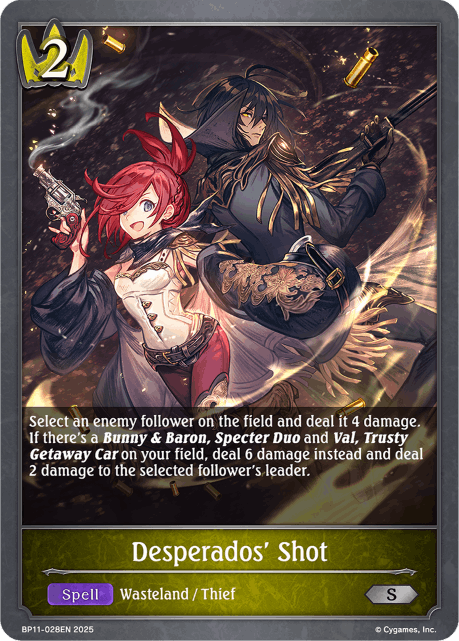 2
Select an enemy follower on the field and deal it 4 damage.
If there's a Bunny & Baron, Specter Duo and Val, Trusty
Getaway Car on your field, deal 6 damage instead and deal
2 damage to the selected follower's leader.
Desperados' Shot
Spell Wasteland / Thief S
BP11-028EN 2025 © Cygames, Inc.